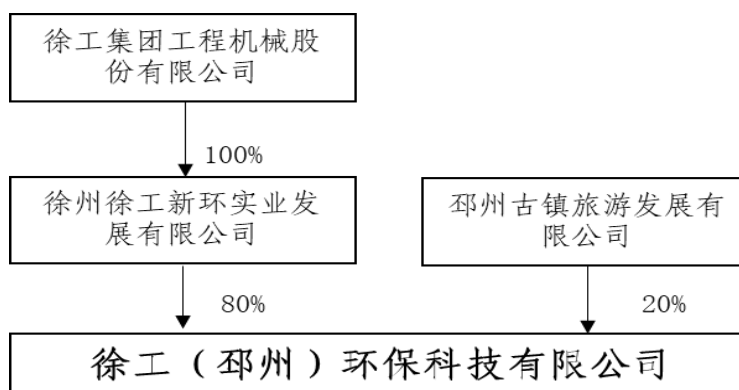 徐工集团工程机械股
份有限公司
100%
徐州徐工新环实业发
展有限公司
邳州古镇旅游发展有
限公司
80%
20%
徐工（邳州）环保科技有限公司